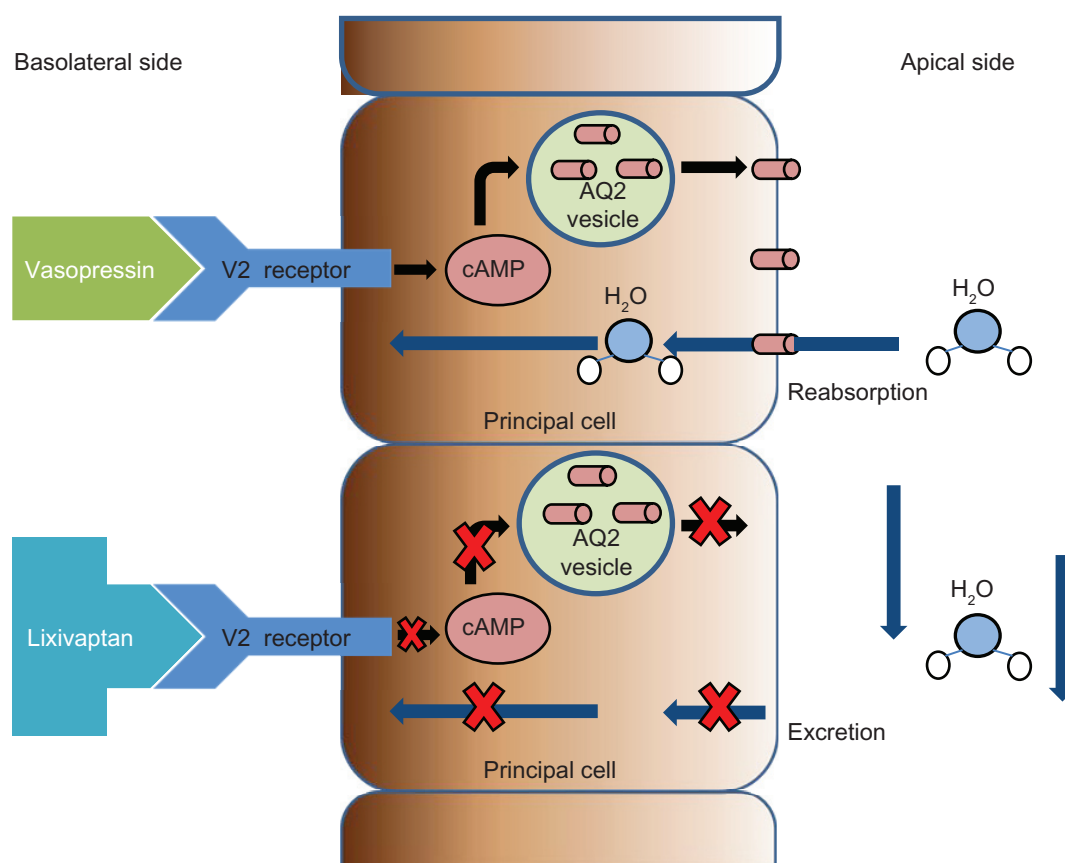 Basolateral side
Apical side
AQ2
vesicle
Vasopressin
V2 receptor
cAMP
H₂O
H₂O
Reabsorption
Principal cell
AQ2
vesicle
H₂O
Lixivaptan
V2 receptor
cAMP
Excretion
Principal cell